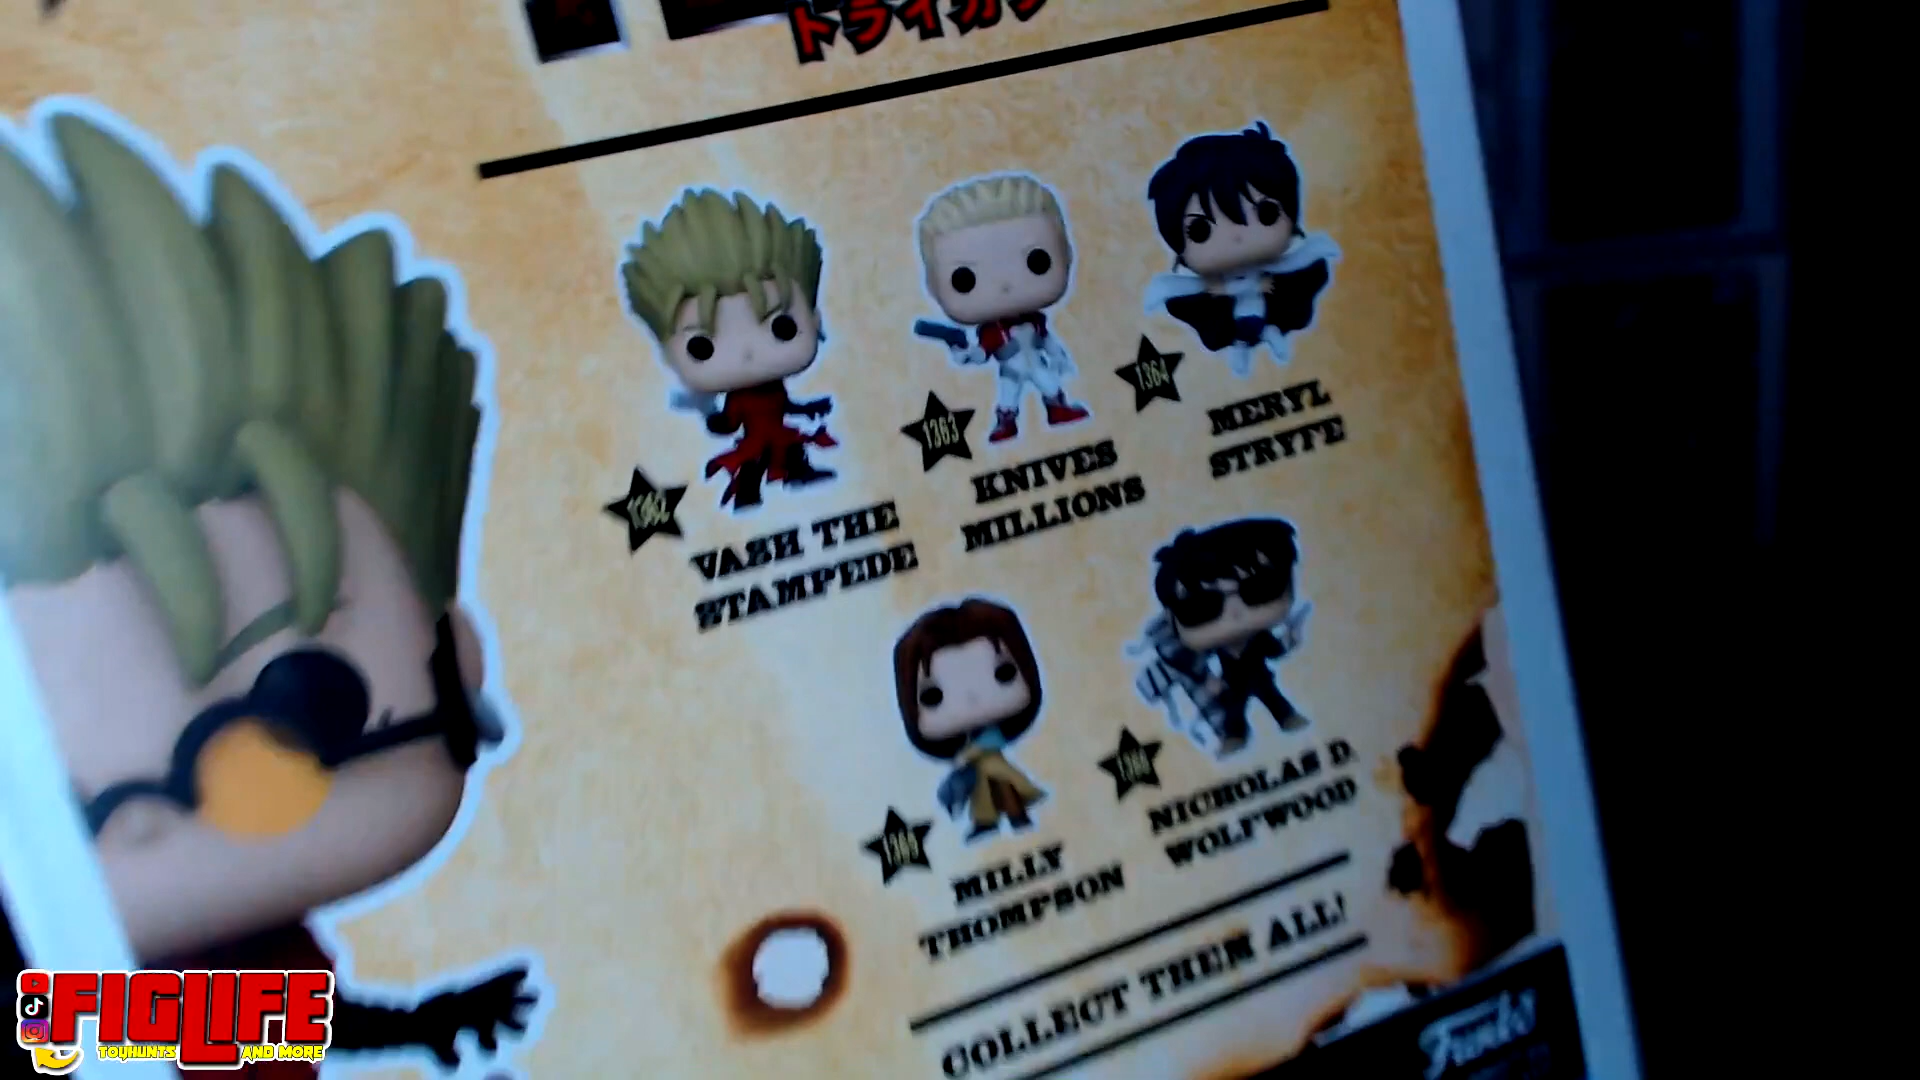 トライガン
1362
VASH THE
STAMPEDE
1363
KNIVES
MILLIONS
1364
MERYL
STRYFE
1365
MILLY
THOMPSON
NICHOLAS D.
WOLFWOOD
COLLECT THEM ALL!
Funko
FIGLIFE
TOYHUNTS AND MORE